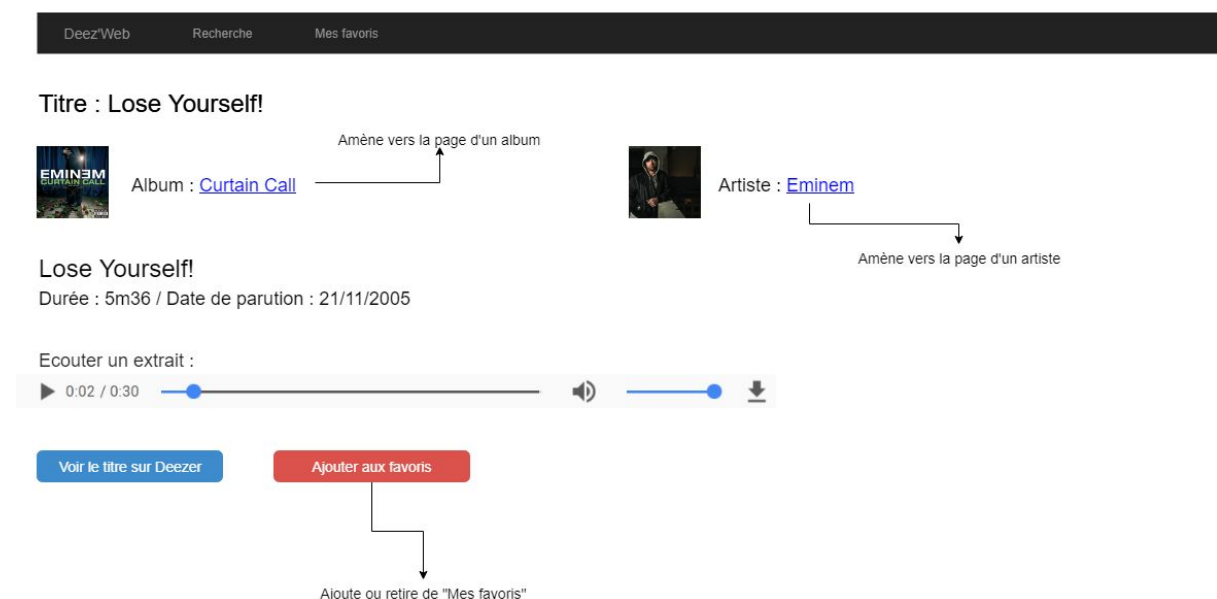 Deez'Web Recherche Mes favoris
Titre : Lose Yourself!
Amène vers la page d'un album
EMINEM
CURTAIN CALL
Album : Curtain Call
Artiste : Eminem
Amène vers la page d'un artiste
Lose Yourself!
Durée : 5m36 / Date de parution : 21/11/2005
Ecouter un extrait :
0:02 / 0:30
Voir le titre sur Deezer
Ajouter aux favoris
Ajoute ou retire de "Mes favoris"